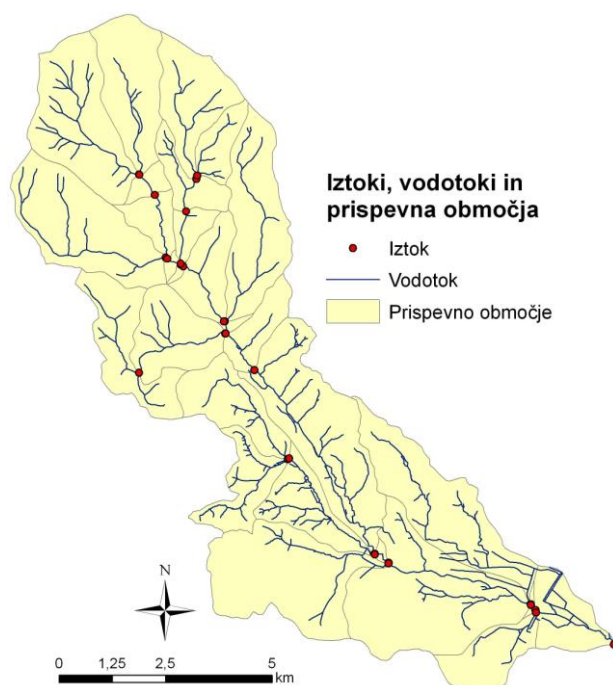 Iztoki, vodotoki in
prispevna območja
Iztok
Vodotok
Prispevno območje
N
0 1,25 2,5 5
km